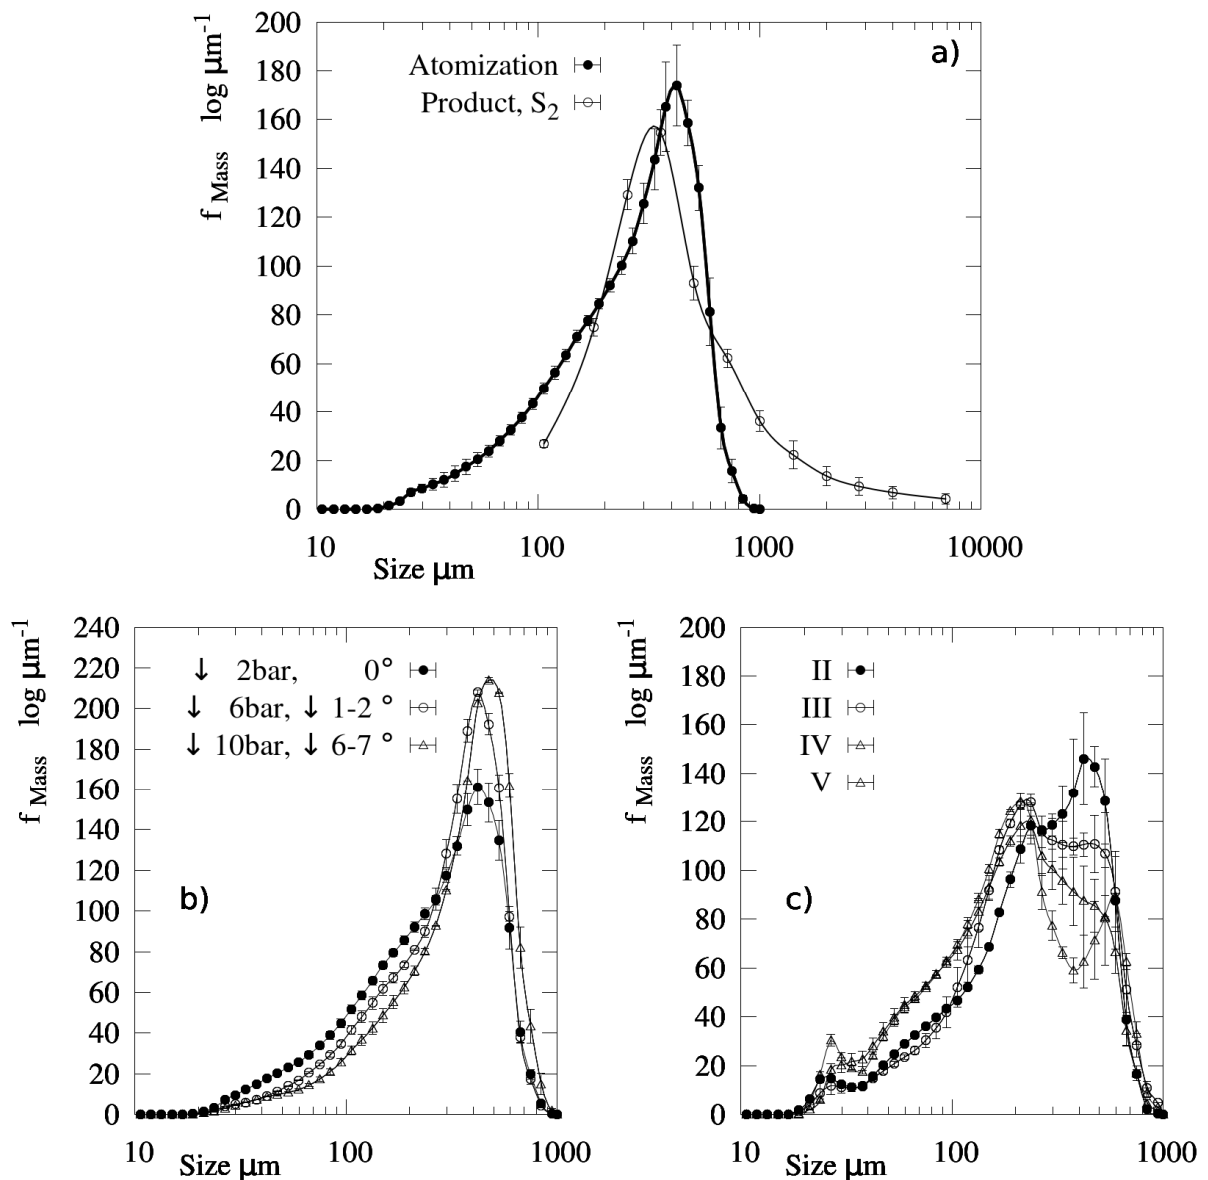 a)
f Mass log μm-1
200
180
160
140
120
100
80
60
40
20
0
Atomization
Product, S2
10 100 1000 10000
Size μm
b)
f Mass log μm-1
240
220
200
180
160
140
120
100
80
60
40
20
0
↓ 2bar, 0°
↓ 6bar, ↓ 1-2 °
↓ 10bar, ↓ 6-7 °
10 100 1000
Size μm
c)
f Mass log μm-1
200
180
160
140
120
100
80
60
40
20
0
II
III
IV
V
10 100 1000
Size μm